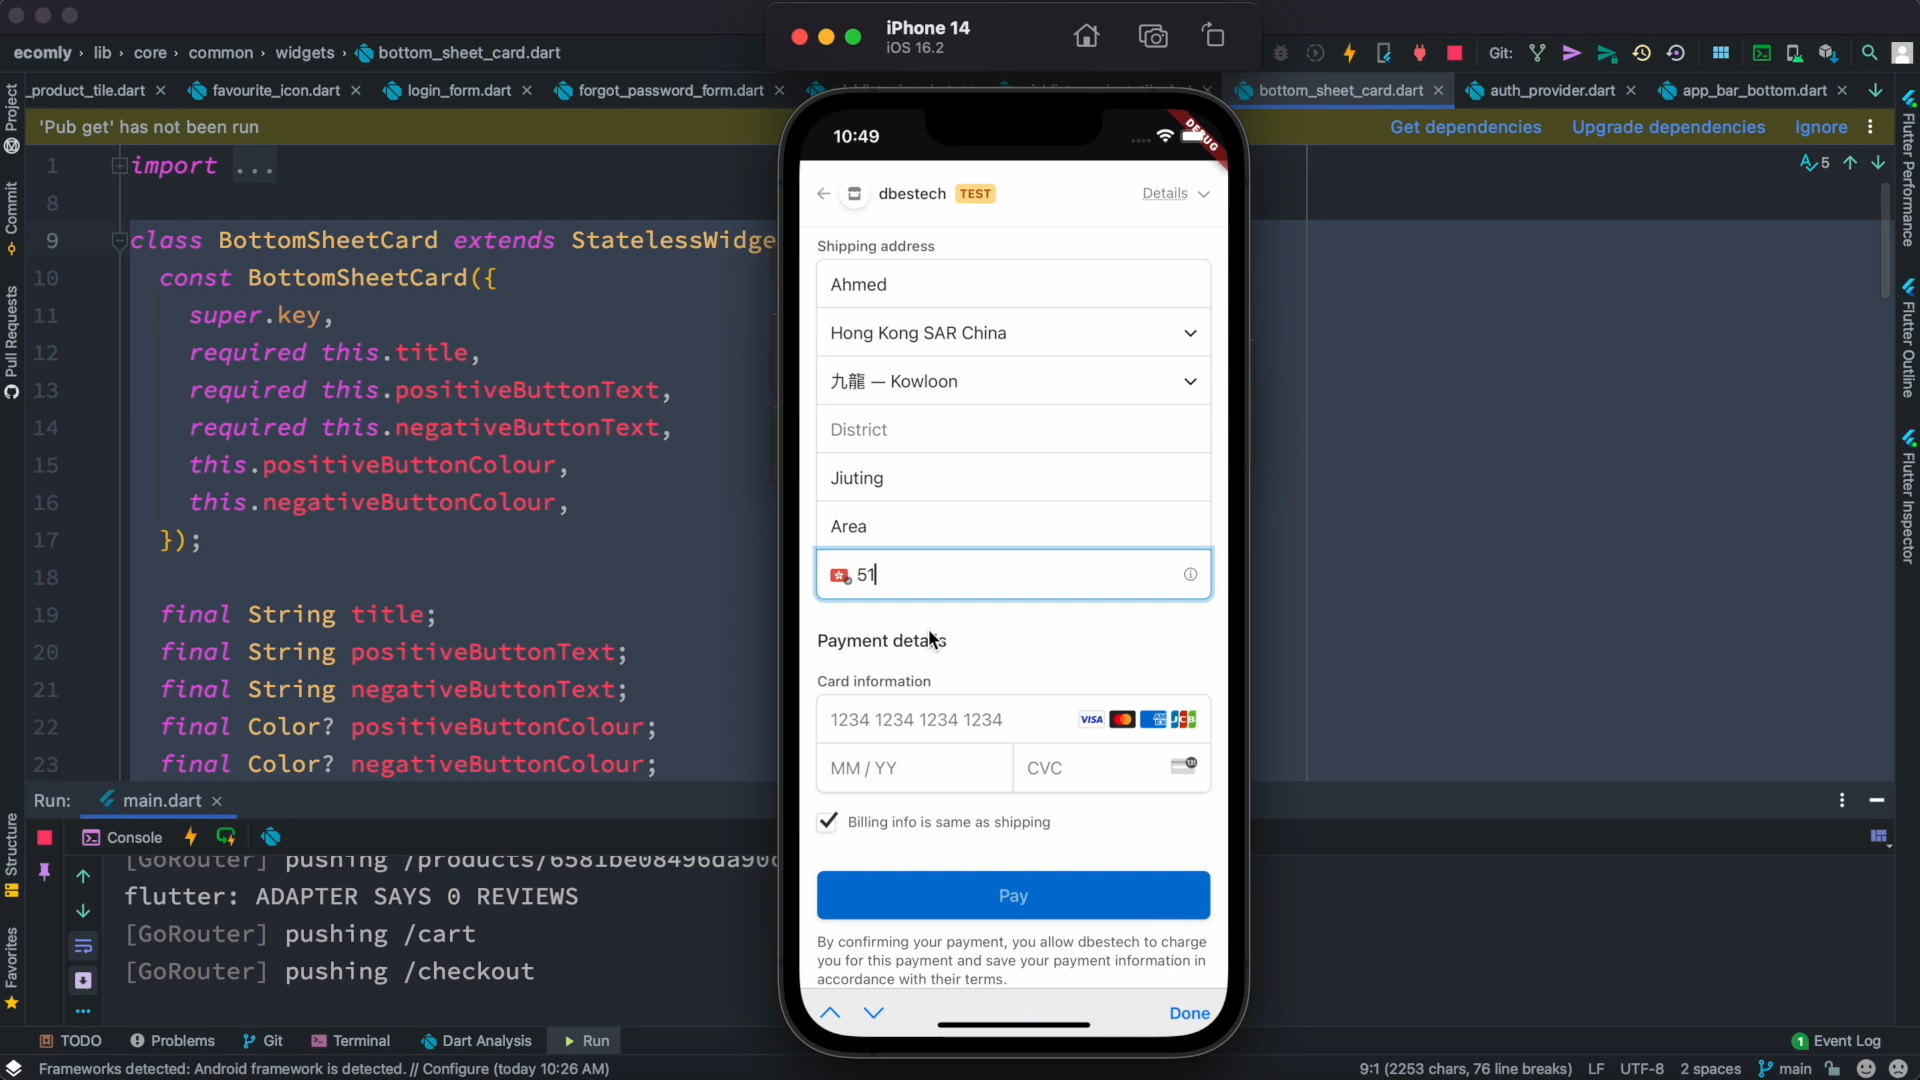 iPhone 14
iOS 16.2
ecomly
lib
core
common
widgets
bottom_sheet_card.dart
Git:
_product_tile.dart
favourite_icon.dart
login_form.dart
forgot_password_form.dart
bottom_sheet_card.dart
auth_provider.dart
app_bar_bottom.dart
'Pub get' has not been run
Get dependencies
Upgrade dependencies
Ignore
Project
Commit
Pull Requests
Structure
Favorites
Flutter Performance
Flutter Outline
Flutter Inspector
5
1 import ...
8
9 class BottomSheetCard extends StatelessWidge
10 const BottomSheetCard({
11 super.key,
12 required this.title,
13 required this.positiveButtonText,
14 required this.negativeButtonText,
15 this.positiveButtonColour,
16 this.negativeButtonColour,
17 });
18
19 final String title;
20 final String positiveButtonText;
21 final String negativeButtonText;
22 final Color? positiveButtonColour;
23 final Color? negativeButtonColour;
10:49
DEBUG
dbestech TEST
Details
Shipping address
Ahmed
Hong Kong SAR China
九龍 — Kowloon
District
Jiuting
Area
51
Payment details
Card information
1234 1234 1234 1234
VISA
JCB
MM / YY
CVC
135
Billing info is same as shipping
Pay
By confirming your payment, you allow dbestech to charge
you for this payment and save your payment information in
accordance with their terms.
Done
Run:
main.dart
Console
[GoRouter] pushing /products/6581be08496da90
flutter: ADAPTER SAYS 0 REVIEWS
[GoRouter] pushing /cart
[GoRouter] pushing /checkout
TODO
Problems
Git
Terminal
Dart Analysis
Run
1 Event Log
Frameworks detected: Android framework is detected. // Configure (today 10:26 AM)
9:1 (2253 chars, 76 line breaks)
LF
UTF-8
2 spaces
main